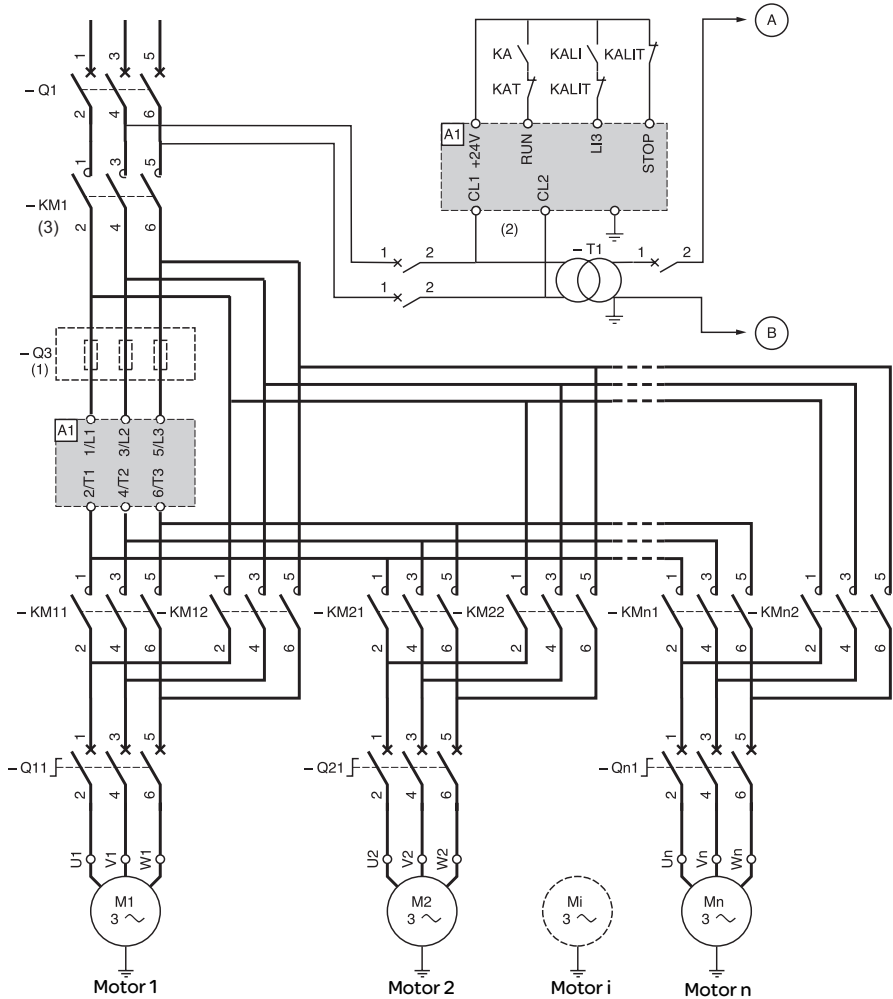 A
1 3 5
KA KALI KALIT
– Q1
KAT KALIT
2 4 6
A1 +24V RUN LI3 STOP
1 3 5
CL1 CL2
– KM1
(3) 2 4 6
(2)
– T1
1 2 1 2
1 2
B
– Q3
(1)
A1 1/L1 3/L2 5/L3
2/T1 4/T2 6/T3
1 3 5 1 3 5 1 3 5 1 3 5 1 3 5 1 3 5
– KM11 – KM12 – KM21 – KM22 – KMn1 – KMn2
2 4 6 2 4 6 2 4 6 2 4 6 2 4 6 2 4 6
1 3 5 1 3 5 1 3 5
– Q11 – Q21 – Qn1
2 4 6 2 4 6 2 4 6
U1 V1 W1 U2 V2 W2 Un Vn Wn
M1 M2 Mi Mn
3 ~ 3 ~ 3 ~ 3 ~
Motor 1 Motor 2 Motor i Motor n